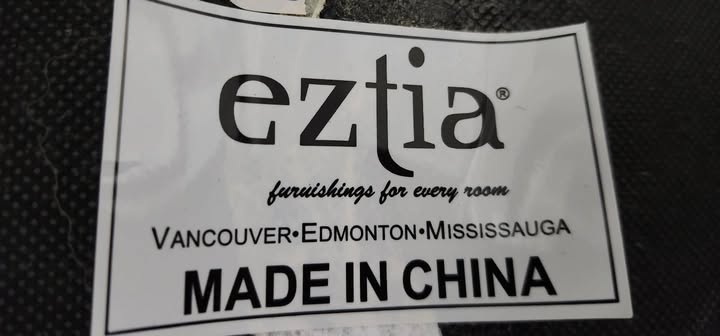 eztia®
furnishings for every room
VANCOUVER•EDMONTON•MISSISSAUGA
MADE IN CHINA